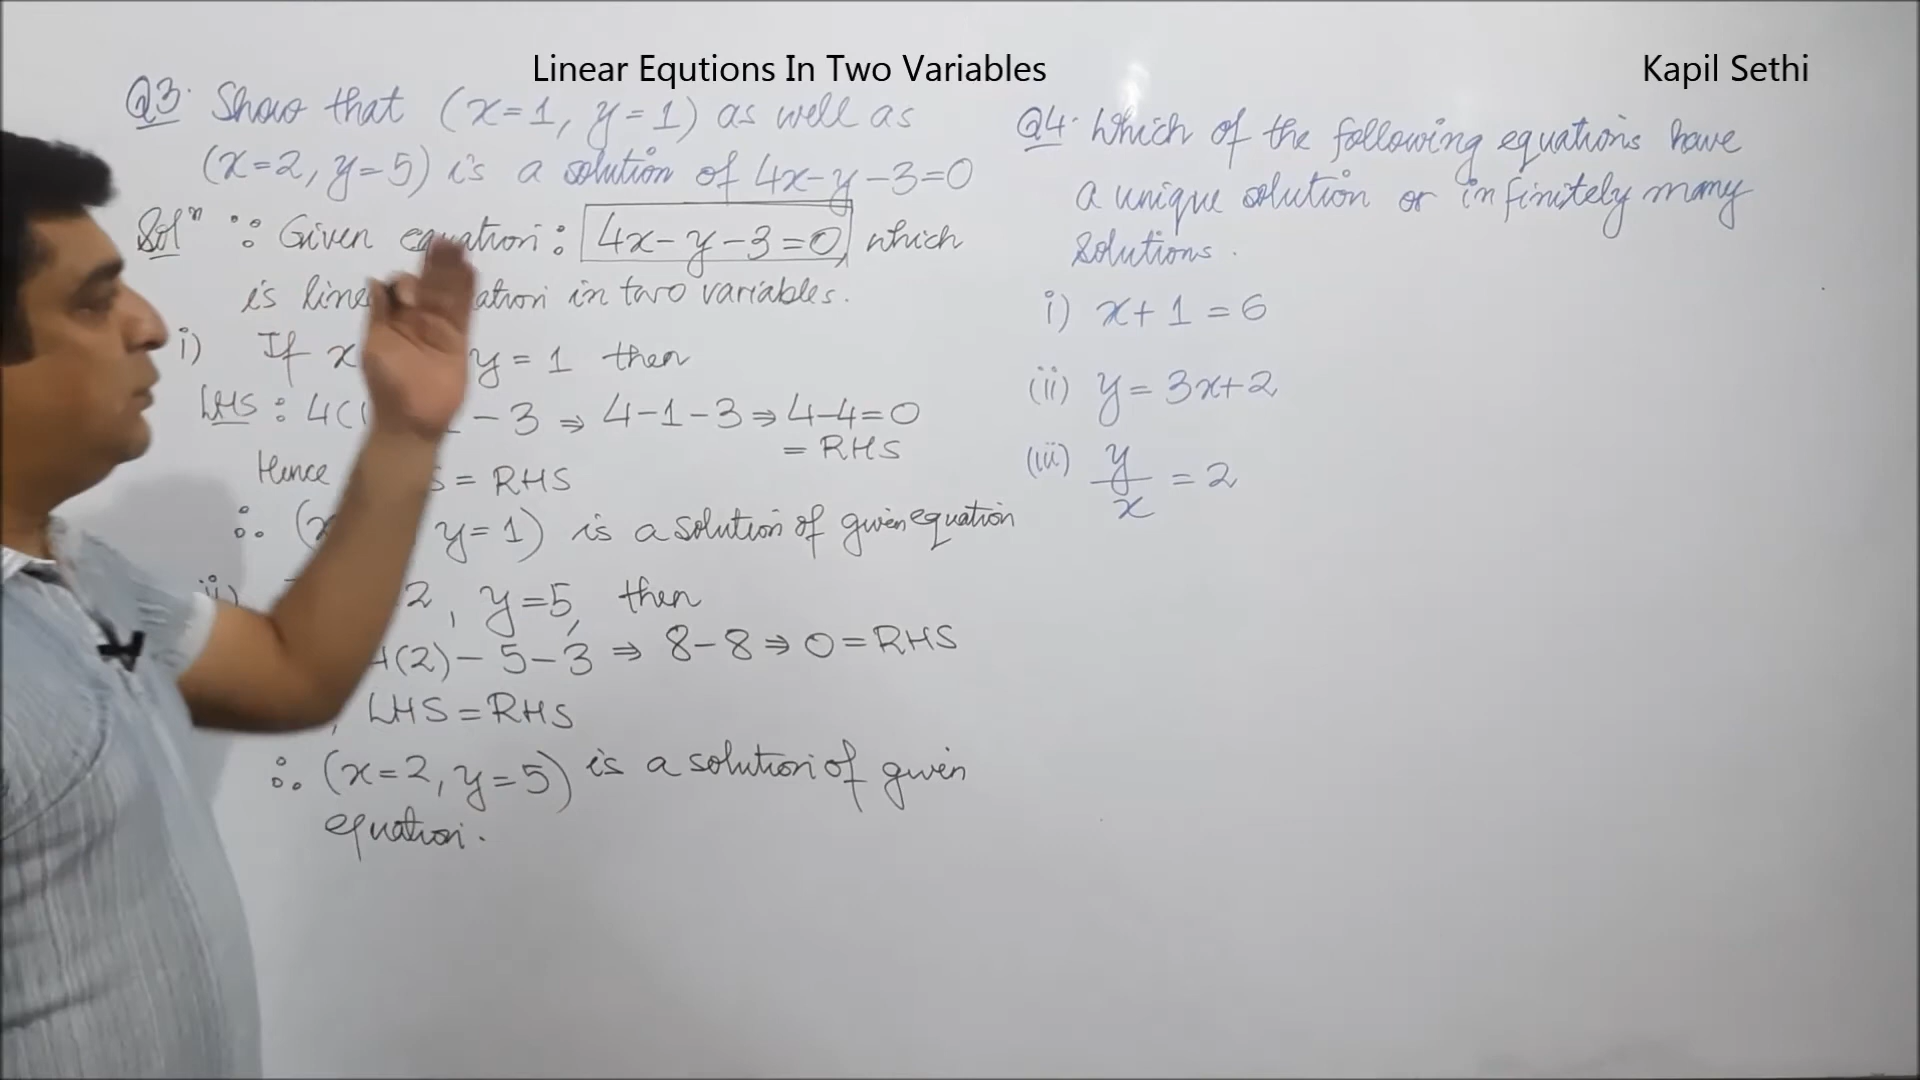 Linear Equtions In Two Variables
Kapil Sethi
Q3. Show that (x=1, y=1) as well as
(x=2, y=5) is a solution of 4x-y-3=0
Solⁿ ∵ Given equation: 4x-y-3=0, which
is line ation in two variables.
i) If x y=1 then
LHS : 4(1 - 3 ⇒ 4-1-3 ⇒ 4-4=0
= RHS
Hence S = RHS
∴ (x y=1) is a solution of given equation
ii) 2, y=5, then
4(2)-5-3 ⇒ 8-8 ⇒ 0=RHS
, LHS=RHS
∴ (x=2, y=5) is a solution of given
equation.
Q4. Which of the following equations have
a unique solution or infinitely many
solutions.
i) x+1=6
(ii) y=3x+2
(iii) y/x = 2